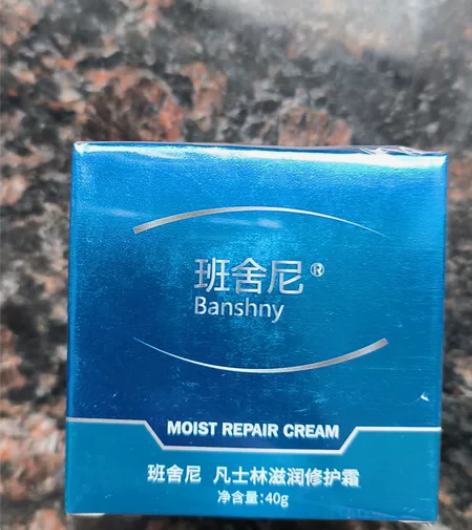 班舍尼®
Banshny
MOIST REPAIR CREAM
班舍尼 凡士林滋润修护霜
净含量:40g